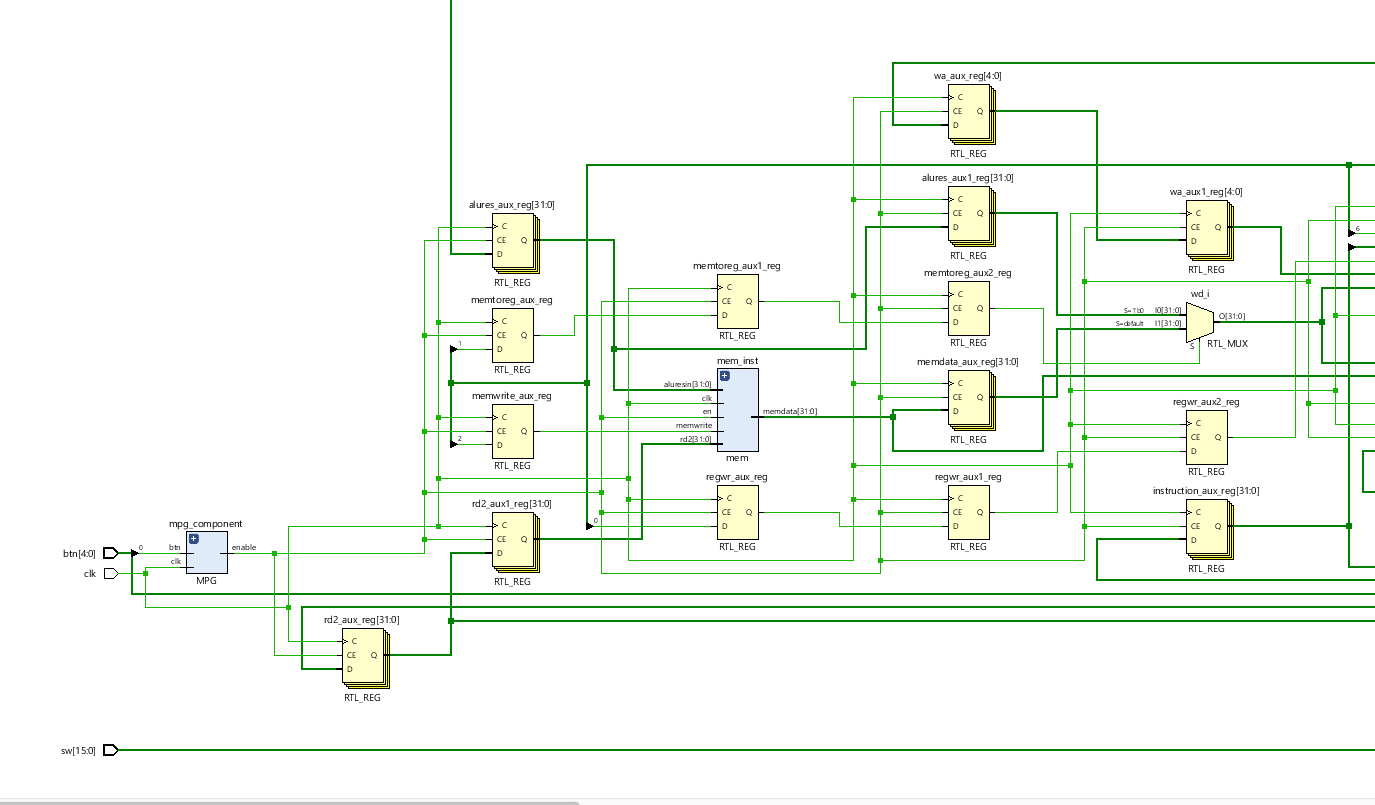 wa_aux_reg[4:0]
C
CE Q
D
RTL_REG
alures_aux1_reg[31:0]
C
CE Q
D
RTL_REG
wa_aux1_reg[4:0]
C
CE Q
D
RTL_REG
6
alures_aux_reg[31:0]
C
CE Q
D
RTL_REG
memtoreg_aux1_reg
C
CE Q
D
RTL_REG
memtoreg_aux2_reg
C
CE Q
D
RTL_REG
wd_i
S=1'b0 I0[31:0]
S=default I1[31:0]
O[31:0]
S
RTL_MUX
memtoreg_aux_reg
C
CE Q
1
D
RTL_REG
mem_inst
aluresin[31:0]
clk
en
memwrite
rd2[31:0]
memdata[31:0]
mem
memdata_aux_reg[31:0]
C
CE Q
D
RTL_REG
memwrite_aux_reg
C
CE Q
2
D
RTL_REG
regwr_aux2_reg
C
CE Q
D
RTL_REG
regwr_aux_reg
C
CE Q
0
D
RTL_REG
regwr_aux1_reg
C
CE Q
D
RTL_REG
instruction_aux_reg[31:0]
C
CE Q
D
RTL_REG
rd2_aux1_reg[31:0]
C
CE Q
D
RTL_REG
mpg_component
btn[4:0]
0
btn
enable
clk
clk
MPG
rd2_aux_reg[31:0]
C
CE Q
D
RTL_REG
sw[15:0]